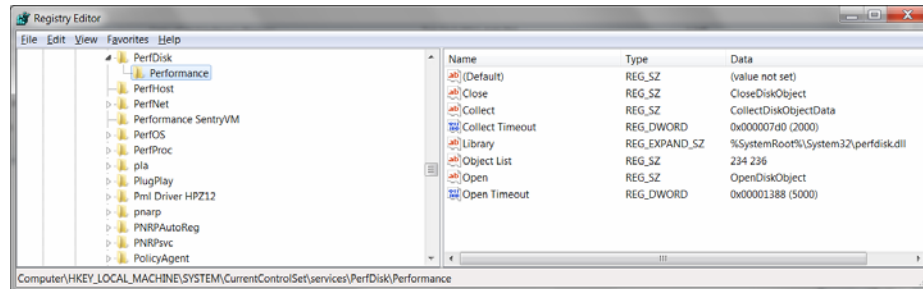 Registry Editor
File Edit View Favorites Help
PerfDisk
Performance
PerfHost
PerfNet
Performance SentryVM
PerfOS
PerfProc
pla
PlugPlay
Pml Driver HPZ12
pnarp
PNRPAutoReg
PNRPsvc
PolicyAgent
Name Type Data
(Default) REG_SZ (value not set)
Close REG_SZ CloseDiskObject
Collect REG_SZ CollectDiskObjectData
Collect Timeout REG_DWORD 0x000007d0 (2000)
Library REG_EXPAND_SZ %SystemRoot%\System32\perfdisk.dll
Object List REG_SZ 234 236
Open REG_SZ OpenDiskObject
Open Timeout REG_DWORD 0x00001388 (5000)
Computer\HKEY_LOCAL_MACHINE\SYSTEM\CurrentControlSet\services\PerfDisk\Performance